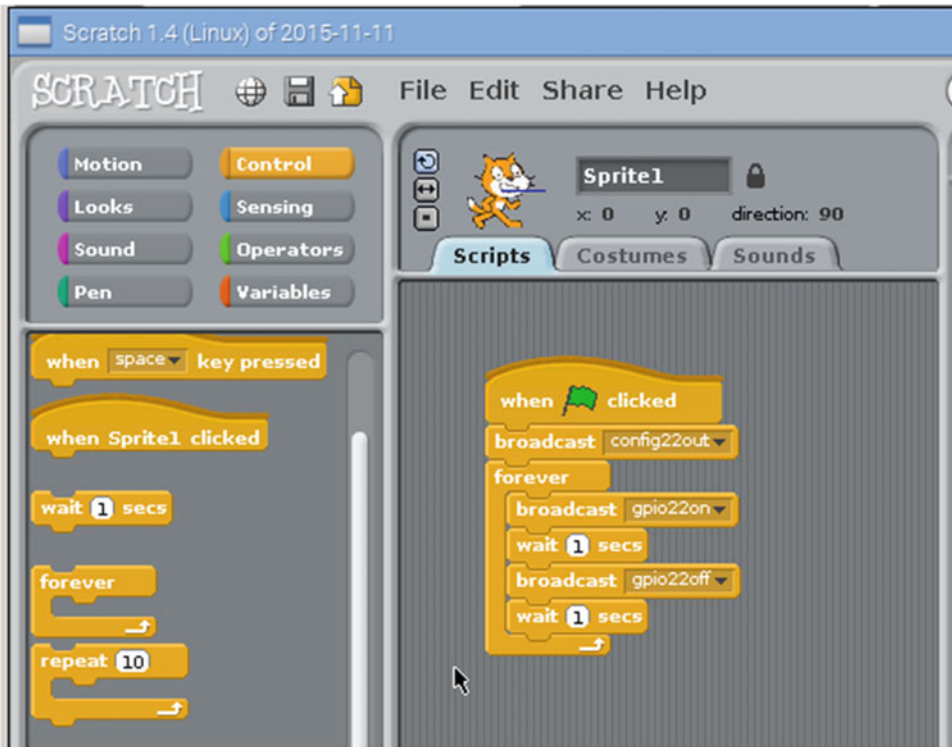 Scratch 1.4 (Linux) of 2015-11-11
SCRATCH File Edit Share Help
Motion Control
Looks Sensing
Sound Operators
Pen Variables
Sprite1
x: 0 y: 0 direction: 90
Scripts Costumes Sounds
when space key pressed
when Sprite1 clicked
wait 1 secs
forever
repeat 10
when clicked
broadcast config22out
forever
broadcast gpio22on
wait 1 secs
broadcast gpio22off
wait 1 secs